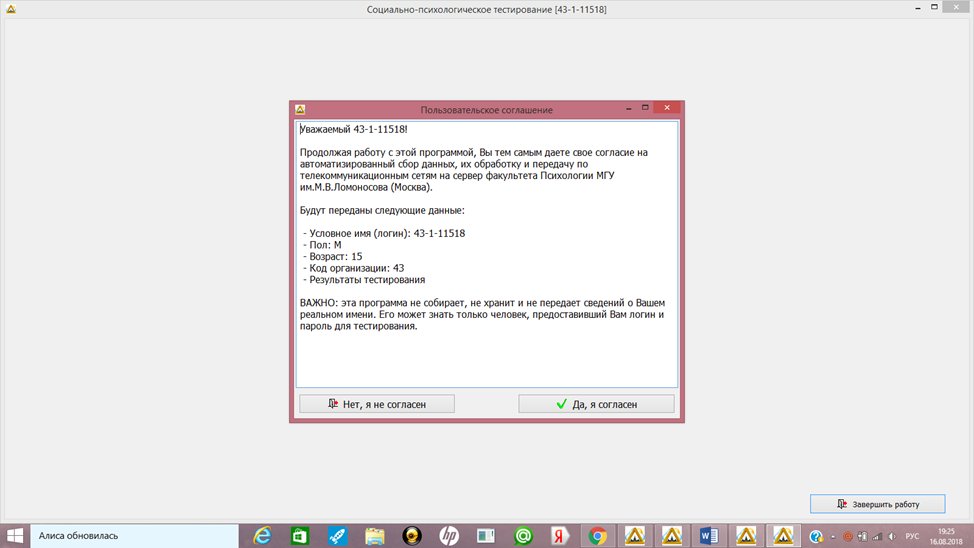 Социально-психологическое тестирование [43-1-11518]
Пользовательское соглашение
Уважаемый 43-1-11518!
Продолжая работу с этой программой, Вы тем самым даете свое согласие на
автоматизированный сбор данных, их обработку и передачу по
телекоммуникационным сетям на сервер факультета Психологии МГУ
им.М.В.Ломоносова (Москва).
Будут переданы следующие данные:
- Условное имя (логин): 43-1-11518
- Пол: М
- Возраст: 15
- Код организации: 43
- Результаты тестирования
ВАЖНО: эта программа не собирает, не хранит и не передает сведений о Вашем
реальном имени. Его может знать только человек, предоставивший Вам логин и
пароль для тестирования.
Нет, я не согласен
Да, я согласен
Завершить работу
Алиса обновилась
hp
Я
W
РУС
19:25
16.08.2018